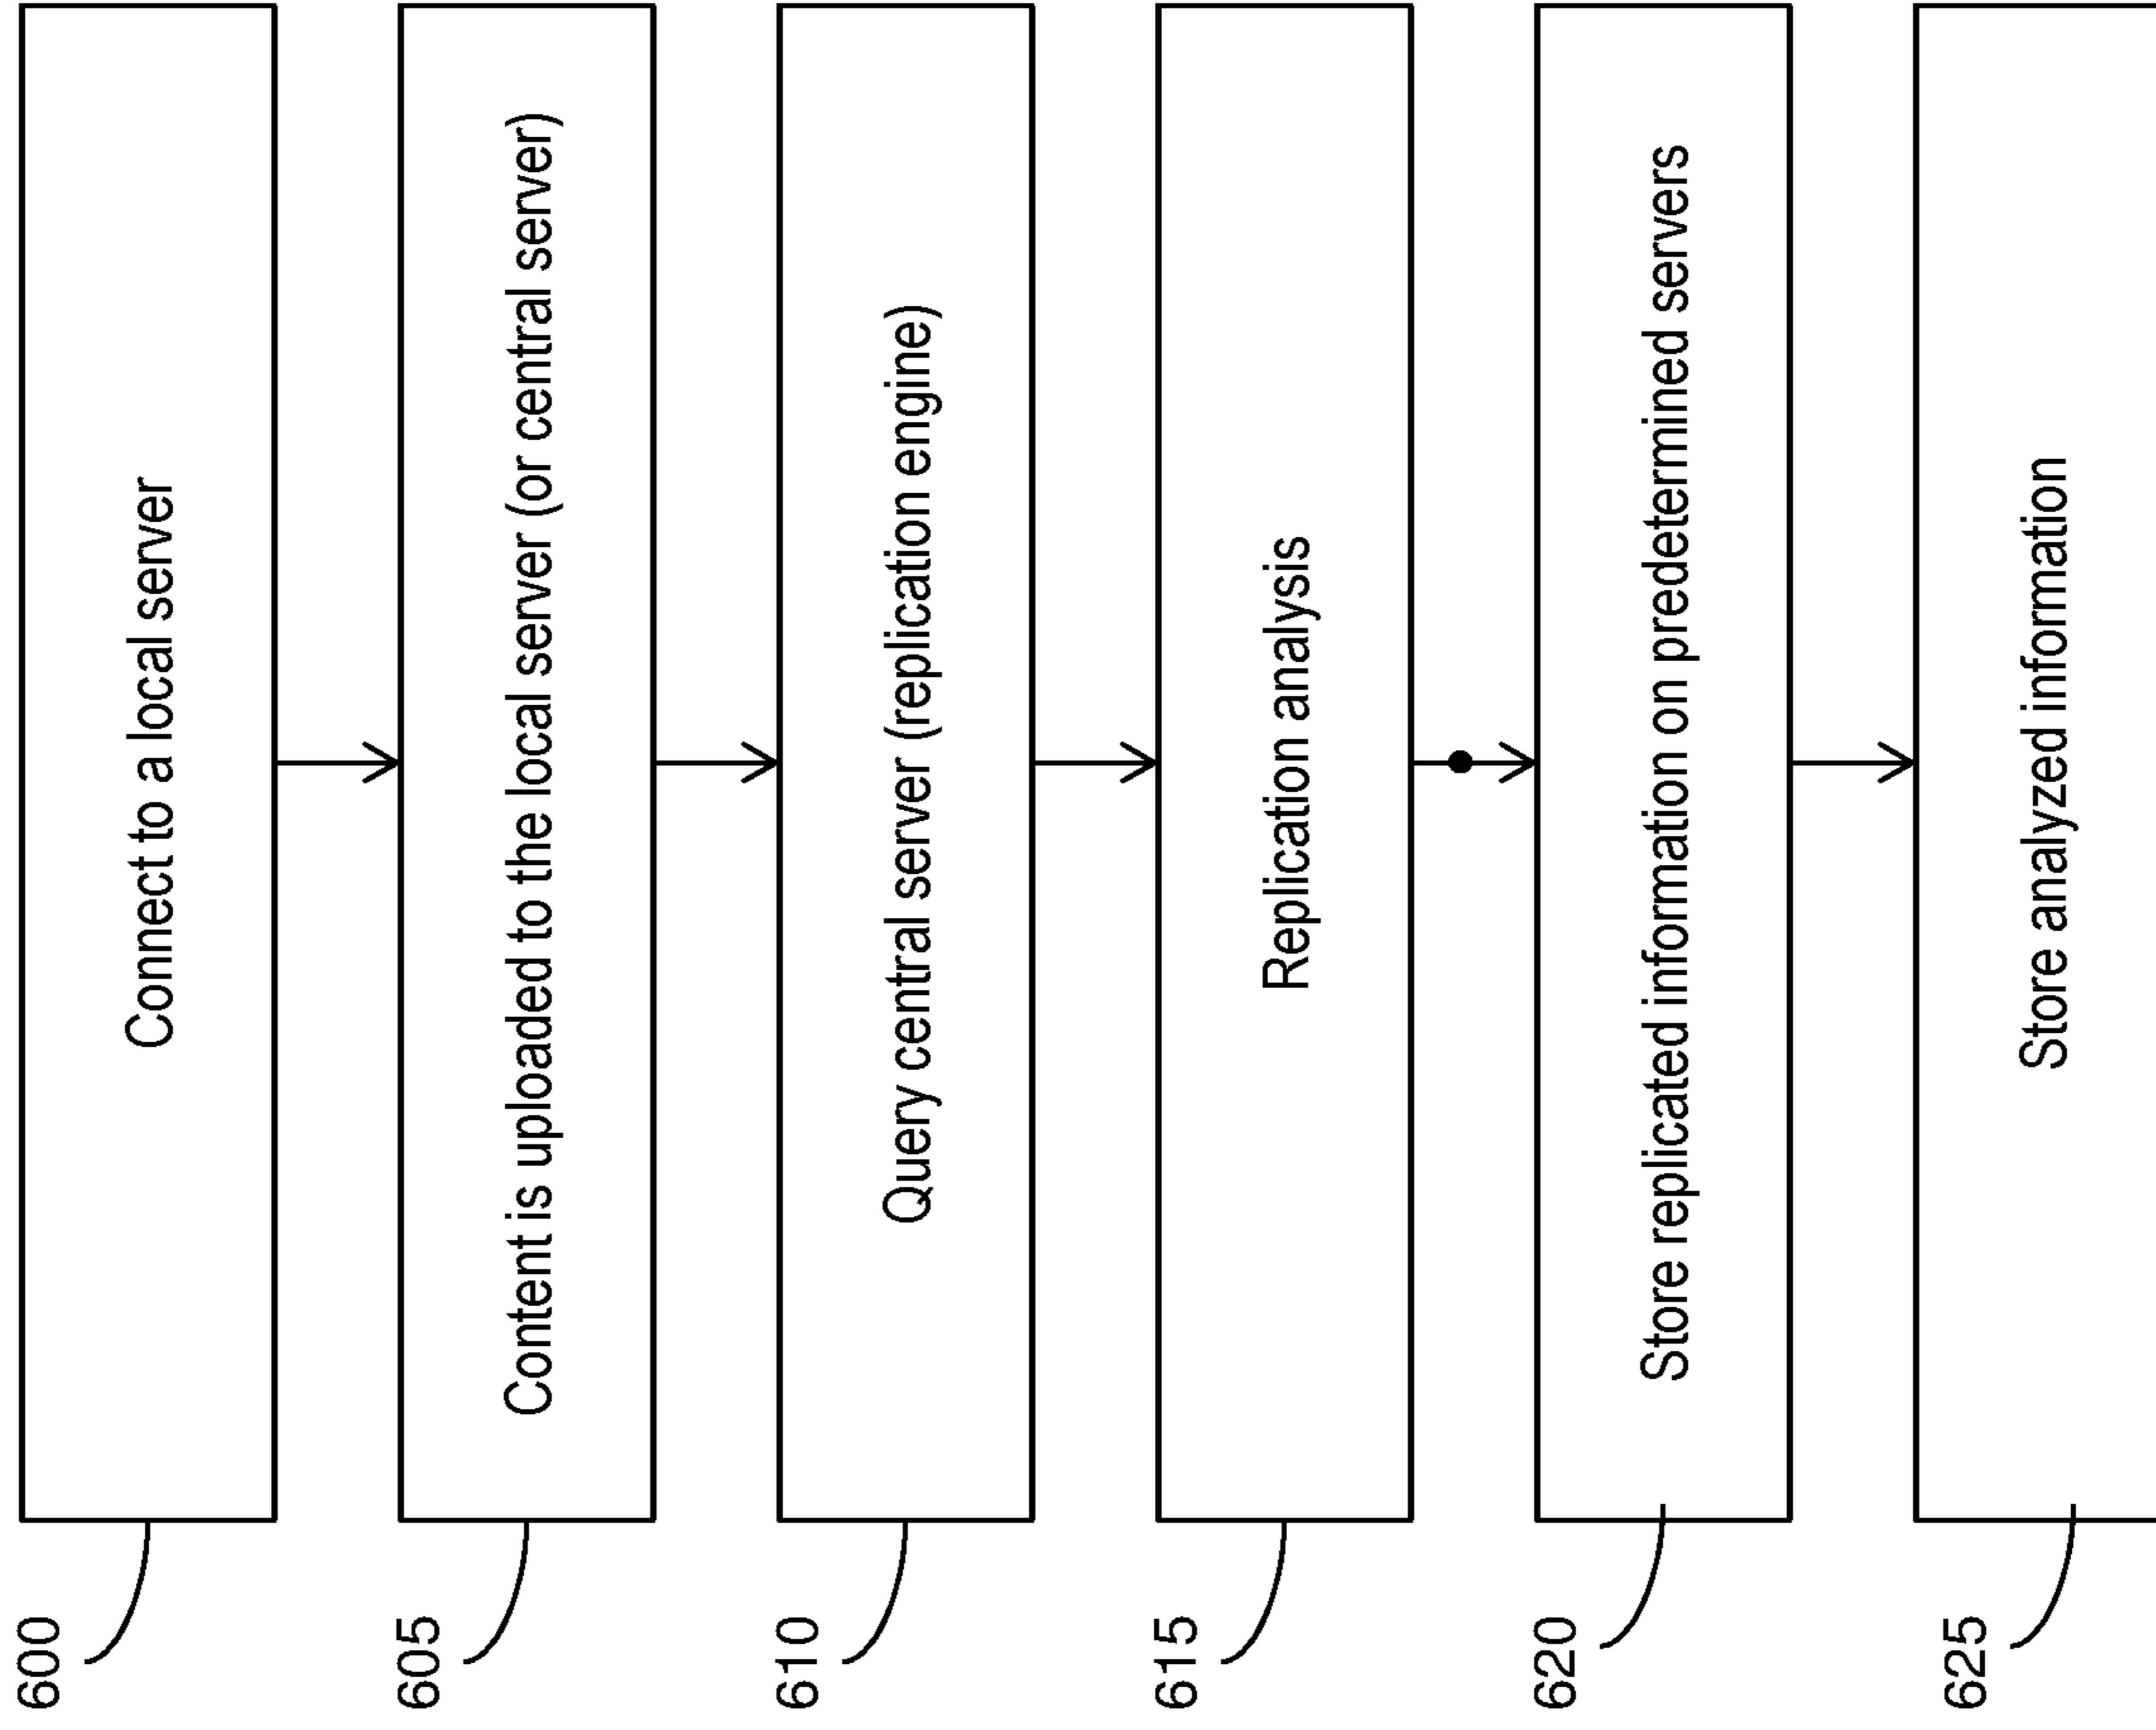 600
Connect to a local server
605
Content is uploaded to the local server (or central server)
610
Query central server (replication engine)
615
Replication analysis
620
Store replicated information on predetermined servers
625
Store analyzed information